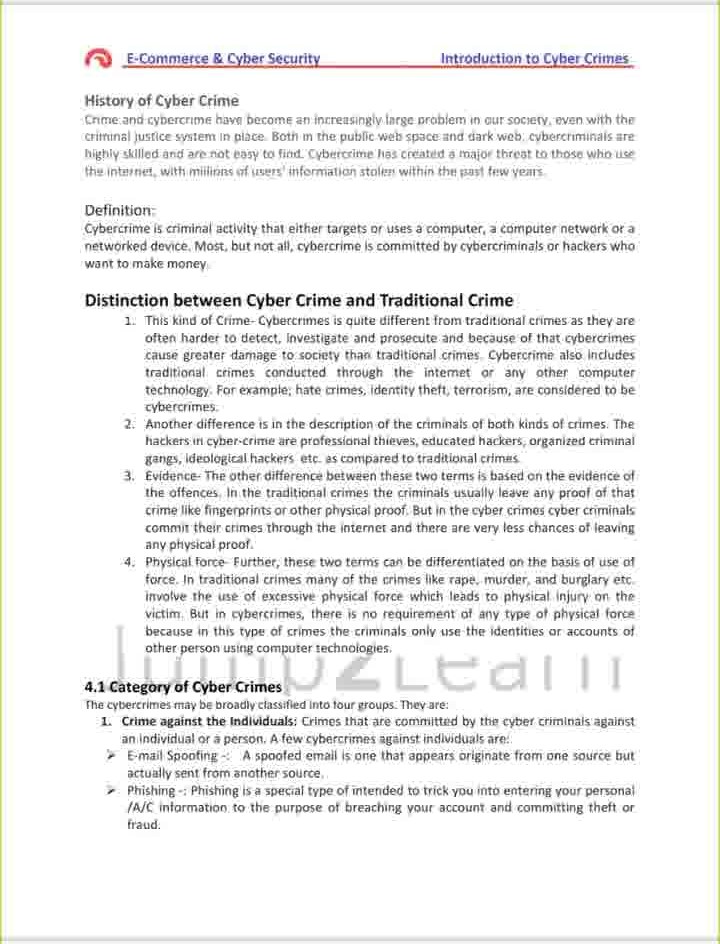 E-Commerce & Cyber Security Introduction to Cyber Crimes
History of Cyber Crime
Crime and cybercrime have become an increasingly large problem in our society, even with the
criminal justice system in place. Both in the public web space and dark web, cybercriminals are
highly skilled and are not easy to find. Cybercrime has created a major threat to those who use
the internet, with millions of users' information stolen within the past few years.
Definition:
Cybercrime is criminal activity that either targets or uses a computer, a computer network or a
networked device. Most, but not all, cybercrime is committed by cybercriminals or hackers who
want to make money.
Distinction between Cyber Crime and Traditional Crime
1. This kind of Crime- Cybercrimes is quite different from traditional crimes as they are
often harder to detect, investigate and prosecute and because of that cybercrimes
cause greater damage to society than traditional crimes. Cybercrime also includes
traditional crimes conducted through the internet or any other computer
technology. For example; hate crimes, identity theft, terrorism, are considered to be
cybercrimes.
2. Another difference is in the description of the criminals of both kinds of crimes. The
hackers in cyber-crime are professional thieves, educated hackers, organized criminal
gangs, ideological hackers etc. as compared to traditional crimes.
3. Evidence- The other difference between these two terms is based on the evidence of
the offences. In the traditional crimes the criminals usually leave any proof of that
crime like fingerprints or other physical proof. But in the cyber crimes cyber criminals
commit their crimes through the internet and there are very less chances of leaving
any physical proof.
4. Physical force- Further, these two terms can be differentiated on the basis of use of
force. In traditional crimes many of the crimes like rape, murder, and burglary etc.
involve the use of excessive physical force which leads to physical injury on the
victim. But in cybercrimes, there is no requirement of any type of physical force
because in this type of crimes the criminals only use the identities or accounts of
other person using computer technologies.
Jump2Learn
4.1 Category of Cyber Crimes
The cybercrimes may be broadly classified into four groups. They are:
1. Crime against the Individuals: Crimes that are committed by the cyber criminals against
an individual or a person. A few cybercrimes against individuals are:
➢ E-mail Spoofing -: A spoofed email is one that appears originate from one source but
actually sent from another source.
➢ Phishing -: Phishing is a special type of intended to trick you into entering your personal
/A/C information to the purpose of breaching your account and committing theft or
fraud.